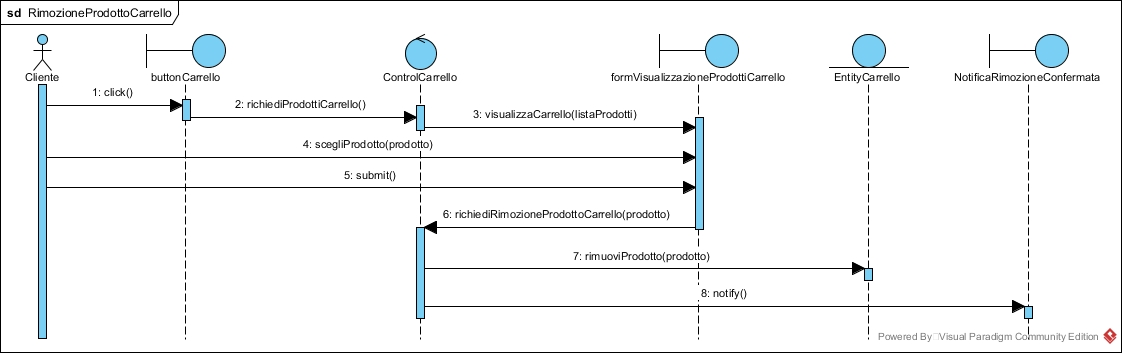 sd RimozioneProdottoCarrello
Cliente
buttonCarrello
ControlCarrello
formVisualizzazioneProdottiCarrello
EntityCarrello
NotificaRimozioneConfermata
1: click()
2: richiediProdottiCarrello()
3: visualizzaCarrello(listaProdotti)
4: scegliProdotto(prodotto)
5: submit()
6: richiediRimozioneProdottoCarrello(prodotto)
7: rimuoviProdotto(prodotto)
8: notify()
Powered By Visual Paradigm Community Edition